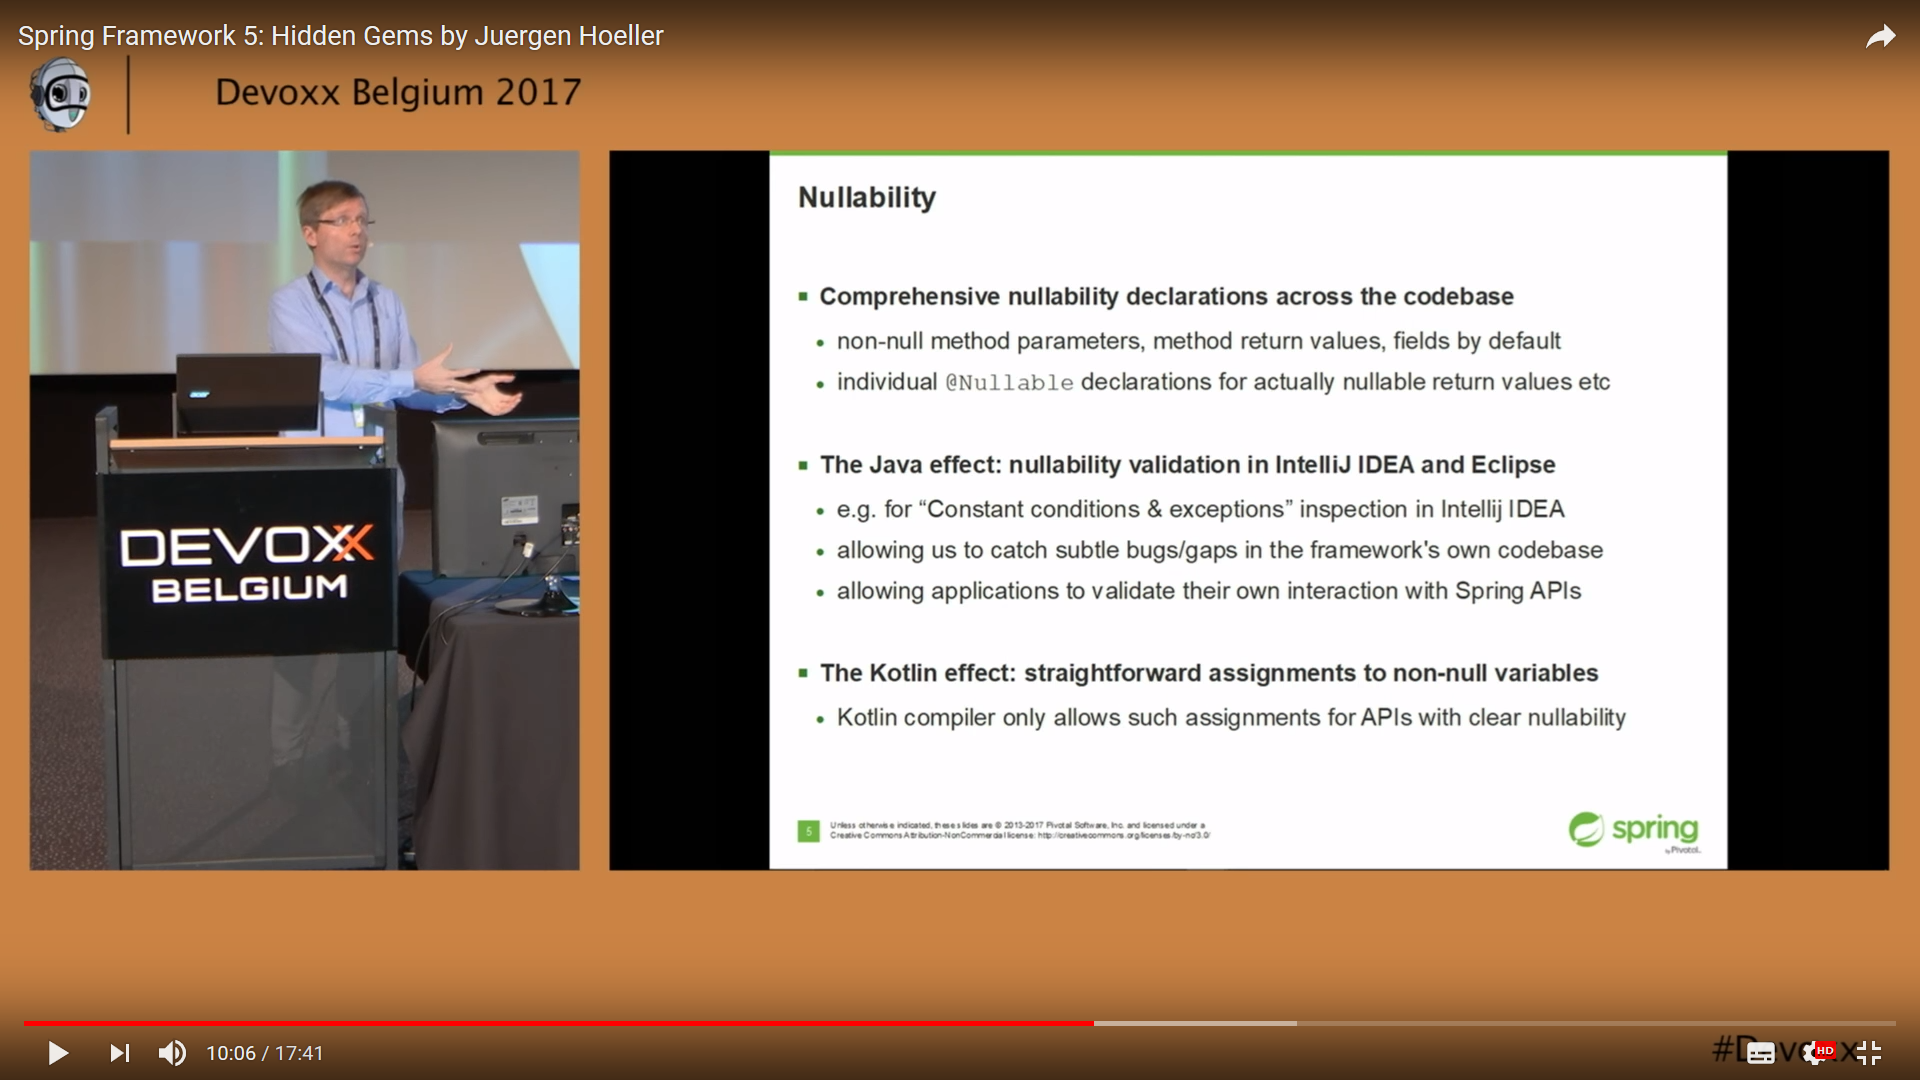 Spring Framework 5: Hidden Gems by Juergen Hoeller
Devoxx Belgium 2017
acer
DEVOXX
BELGIUM
Nullability
Comprehensive nullability declarations across the codebase
non-null method parameters, method return values, fields by default
individual @Nullable declarations for actually nullable return values etc
The Java effect: nullability validation in IntelliJ IDEA and Eclipse
e.g. for “Constant conditions & exceptions” inspection in Intellij IDEA
allowing us to catch subtle bugs/gaps in the framework's own codebase
allowing applications to validate their own interaction with Spring APIs
The Kotlin effect: straightforward assignments to non-null variables
Kotlin compiler only allows such assignments for APIs with clear nullability
5
Unless otherwise indicated, these slides are © 2013-2017 Pivotal Software, Inc. and licensed under a
Creative Commons Attribution-NonCommercial license: http://creativecommons.org/licenses/by-nc/3.0/
spring
by Pivotal.
10:06 / 17:41
HD